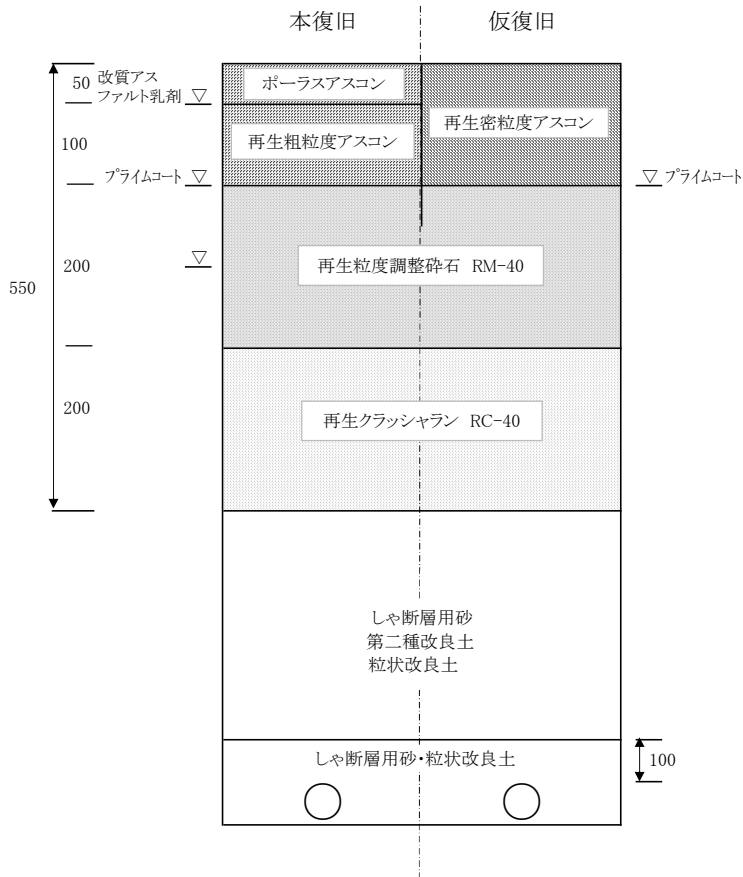 本復旧
仮復旧
50
改質アス
ファルト乳剤 ▽
ポーラスアスコン
再生密粒度アスコン
100
再生粗粒度アスコン
プライムコート ▽
▽ プライムコート
550
200
▽
再生粒度調整砕石 RM-40
200
再生クラッシャラン RC-40
しゃ断層用砂
第二種改良土
粒状改良土
しゃ断層用砂・粒状改良土
100